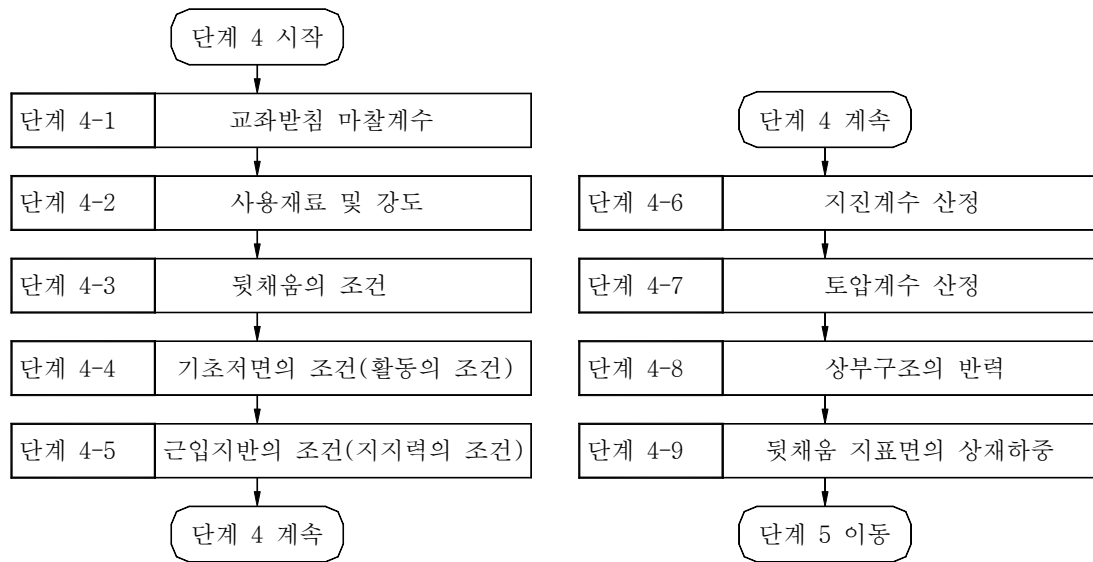 단계 4 시작
단계 4-1 교좌받침 마찰계수
단계 4-2 사용재료 및 강도
단계 4-3 뒷채움의 조건
단계 4-4 기초저면의 조건(활동의 조건)
단계 4-5 근입지반의 조건(지지력의 조건)
단계 4 계속
단계 4 계속
단계 4-6 지진계수 산정
단계 4-7 토압계수 산정
단계 4-8 상부구조의 반력
단계 4-9 뒷채움 지표면의 상재하중
단계 5 이동